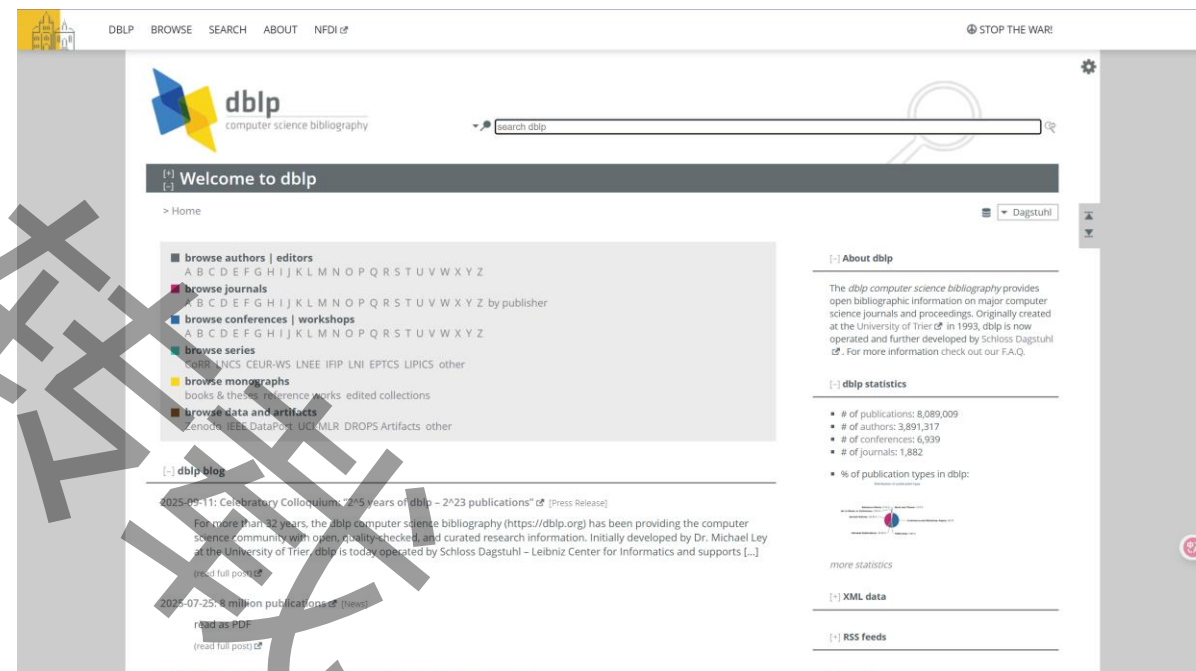 DBLP BROWSE SEARCH ABOUT NFDI
STOP THE WAR!
dblp
computer science bibliography
search dblp
[+]
[–]
Welcome to dblp
> Home
Dagstuhl
browse authors | editors
A B C D E F G H I J K L M N O P Q R S T U V W X Y Z
browse journals
A B C D E F G H I J K L M N O P Q R S T U V W X Y Z by publisher
browse conferences | workshops
A B C D E F G H I J K L M N O P Q R S T U V W X Y Z
browse series
CoRR LNCS CEUR-WS LNEE IFIP LNI EPTCS LIPICS other
browse monographs
books & theses reference works edited collections
browse data and artifacts
Zenodo IEEE DataPort UCI MLR DROPS Artifacts other
[–] dblp blog
2025-09-11: Celebratory Colloquium: "2^5 years of dblp – 2^23 publications" [Press Release]
For more than 32 years, the dblp computer science bibliography (https://dblp.org) has been providing the computer
science community with open, quality-checked, and curated research information. Initially developed by Dr. Michael Ley
at the University of Trier, dblp is today operated by Schloss Dagstuhl – Leibniz Center for Informatics and supports [...]
(read full post)
2025-07-25: 8 million publications [News]
read as PDF
(read full post)
[–] About dblp
The dblp computer science bibliography provides
open bibliographic information on major computer
science journals and proceedings. Originally created
at the University of Trier in 1993, dblp is now
operated and further developed by Schloss Dagstuhl
. For more information check out our F.A.Q.
[–] dblp statistics
# of publications: 8,089,009
# of authors: 3,891,317
# of conferences: 6,939
# of journals: 1,882
% of publication types in dblp:
more statistics
[+] XML data
[+] RSS feeds